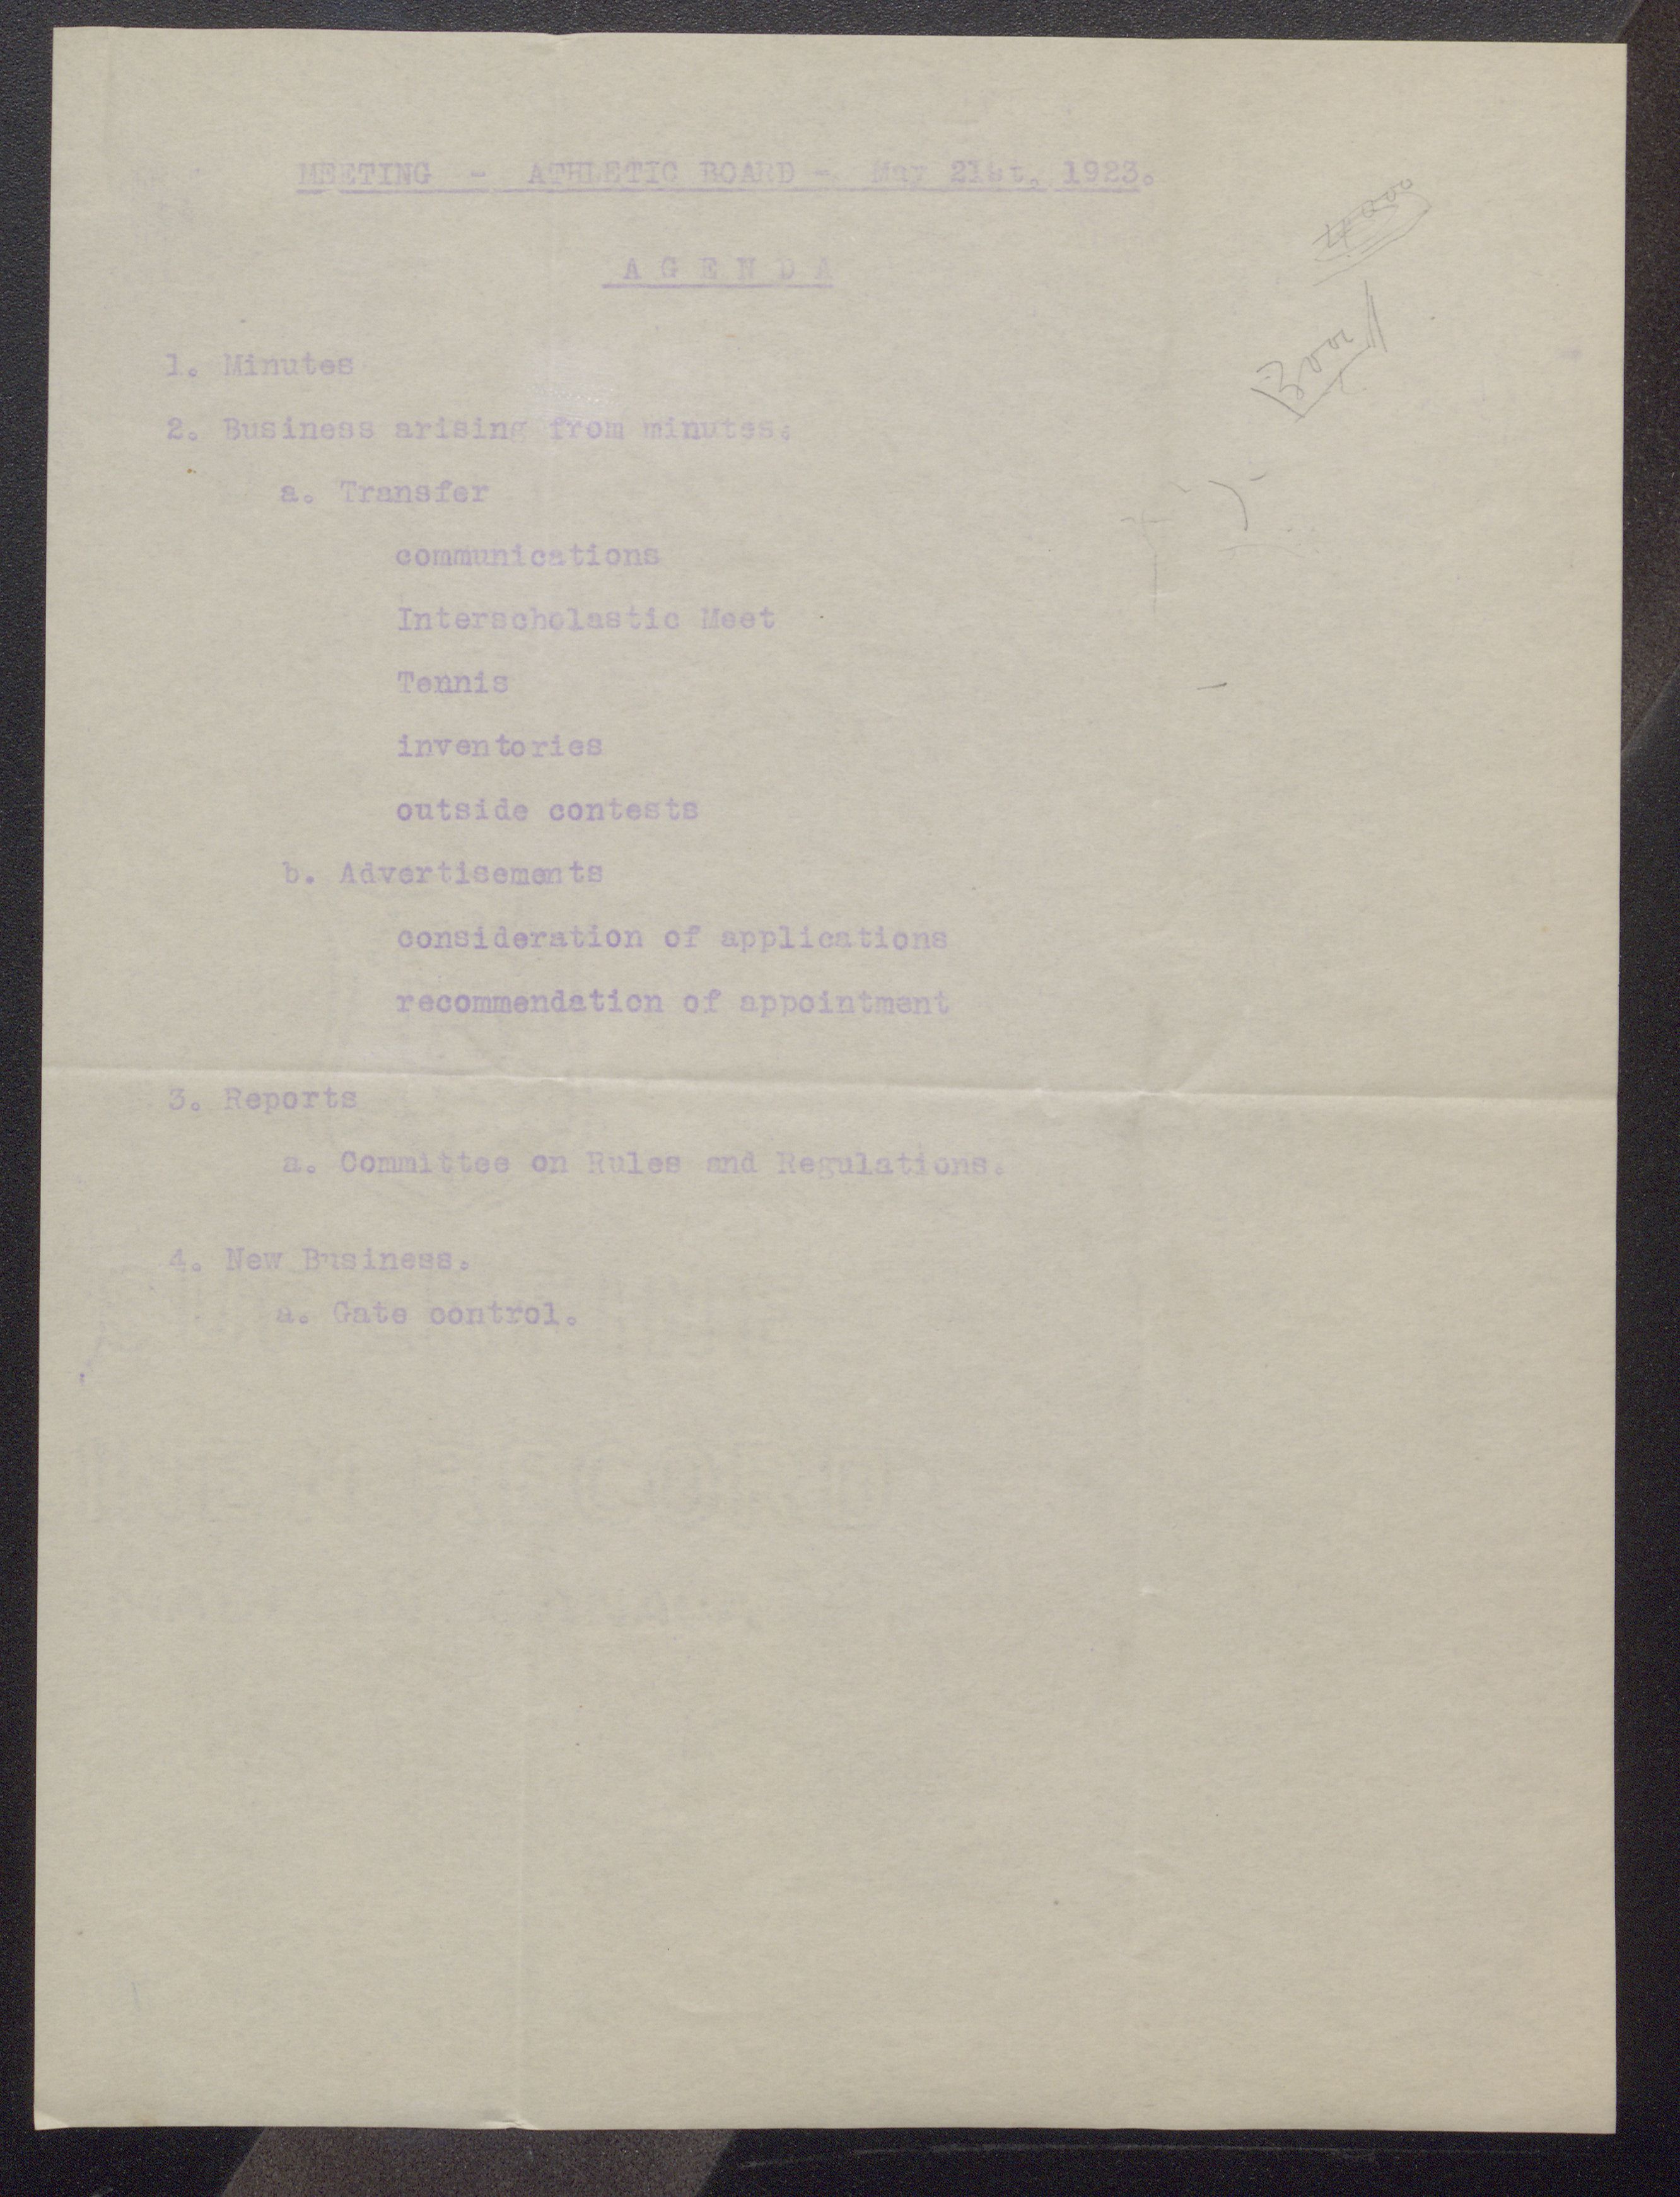 MEETING - ATHLETIC BOARD - May 21st. 1923.
A G E N D A
1. Minutes
2. Business arising from minutes:
a. Transfer
communications
Interscholastic Meet
Tennis
inventories
outside contests
b. Advertisements
consideration of applications
recommendation of appointment
3. Reports
a. Committee on Rules and Regulations.
4. New Business.
a. Gate control.